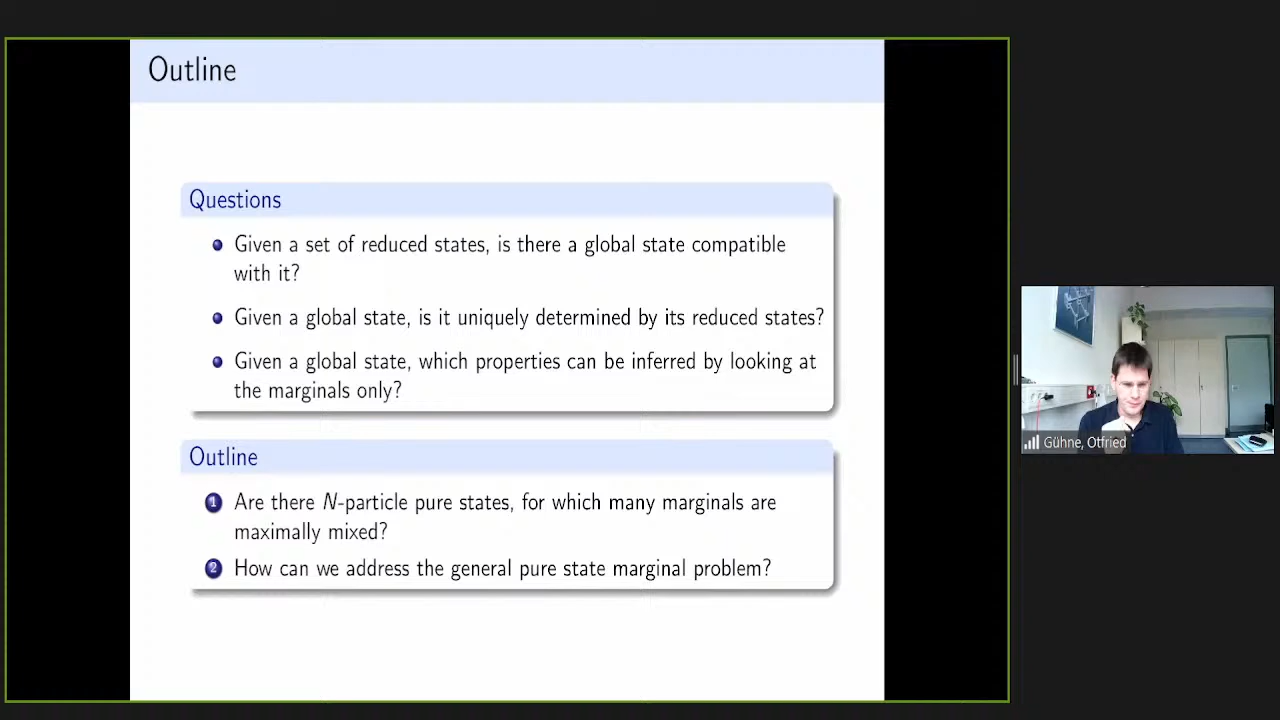 Outline
Questions
Given a set of reduced states, is there a global state compatible
with it?
Given a global state, is it uniquely determined by its reduced states?
Given a global state, which properties can be inferred by looking at
the marginals only?
Outline
1 Are there N-particle pure states, for which many marginals are
maximally mixed?
2 How can we address the general pure state marginal problem?
Gühne, Otfried